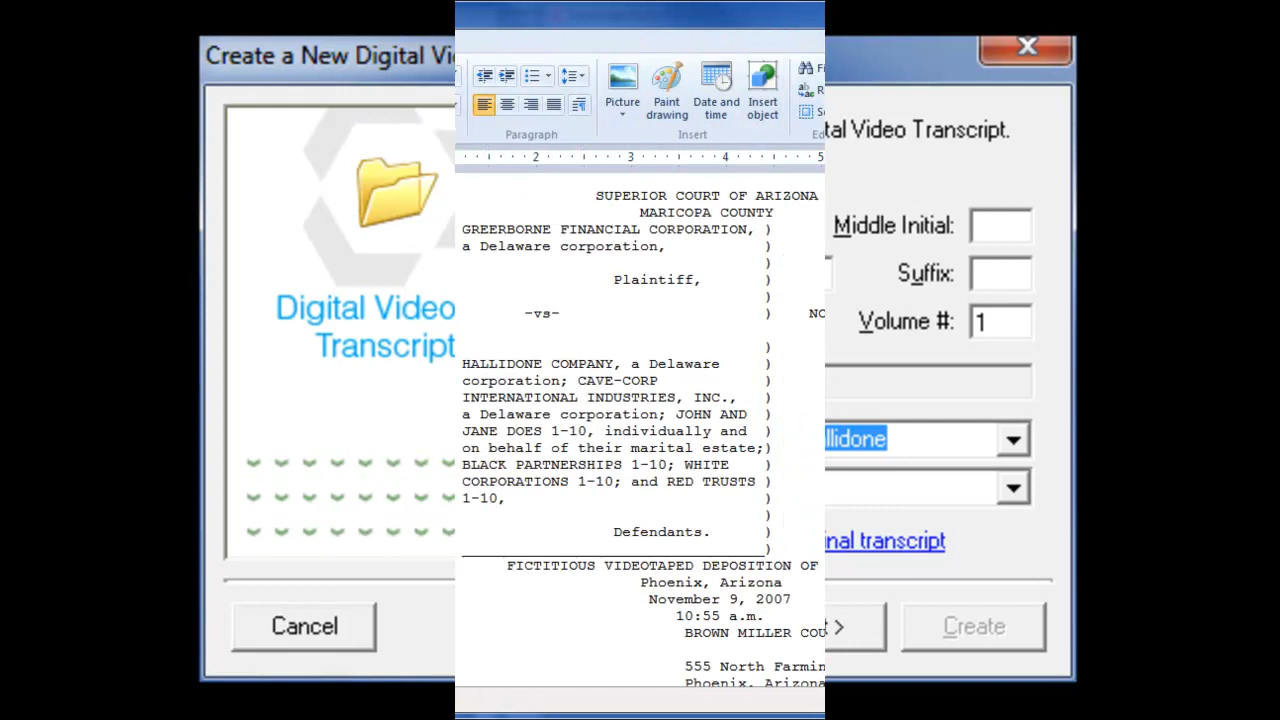 Create a New Digital Vi
Picture
Paint drawing
Date and time
Insert object
Paragraph
Insert
2 3 4 5
SUPERIOR COURT OF ARIZONA
MARICOPA COUNTY
GREERBORNE FINANCIAL CORPORATION, )
a Delaware corporation, )
)
Plaintiff, )
)
-vs- ) NO
)
HALLIDONE COMPANY, a Delaware )
corporation; CAVE-CORP )
INTERNATIONAL INDUSTRIES, INC., )
a Delaware corporation; JOHN AND )
JANE DOES 1-10, individually and )
on behalf of their marital estate;)
BLACK PARTNERSHIPS 1-10; WHITE )
CORPORATIONS 1-10; and RED TRUSTS )
1-10, )
)
Defendants. )
)
FICTITIOUS VIDEOTAPED DEPOSITION OF
Phoenix, Arizona
November 9, 2007
10:55 a.m.
BROWN MILLER COU
555 North Farmin
Phoenix, Arizona
Digital Video
Transcript
Cancel
tal Video Transcript.
Middle Initial:
Suffix:
Volume #: 1
llidone
inal transcript
t >
Create